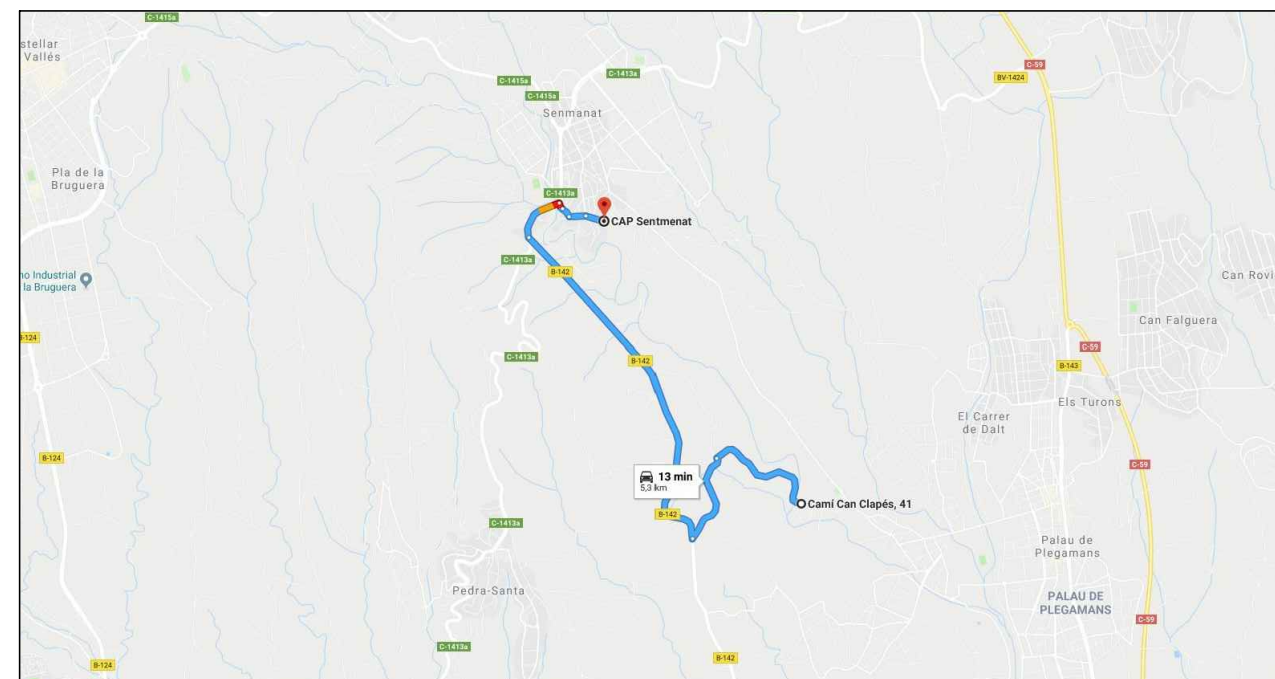 C-1415a
stellar
Vallés
C-59
C-1413a
BV-1424
C-1415a
C-1415a
Senmanat
Pla de la
Bruguera
C-1413a
CAP Sentmenat
C-1413a
B-142
no Industrial
la Bruguera
Can Rovi
Can Falguera
B-124
C-59
C-1413a
B-142
B-143
Els Turons
El Carrer
de Dalt
B-124
C-59
13 min
5,3 km
Camí Can Clapés, 41
B-142
C-1413a
Palau de
Plegamans
Pedra-Santa
PALAU DE
PLEGAMANS
C-59
C-1413a
B-124
B-142